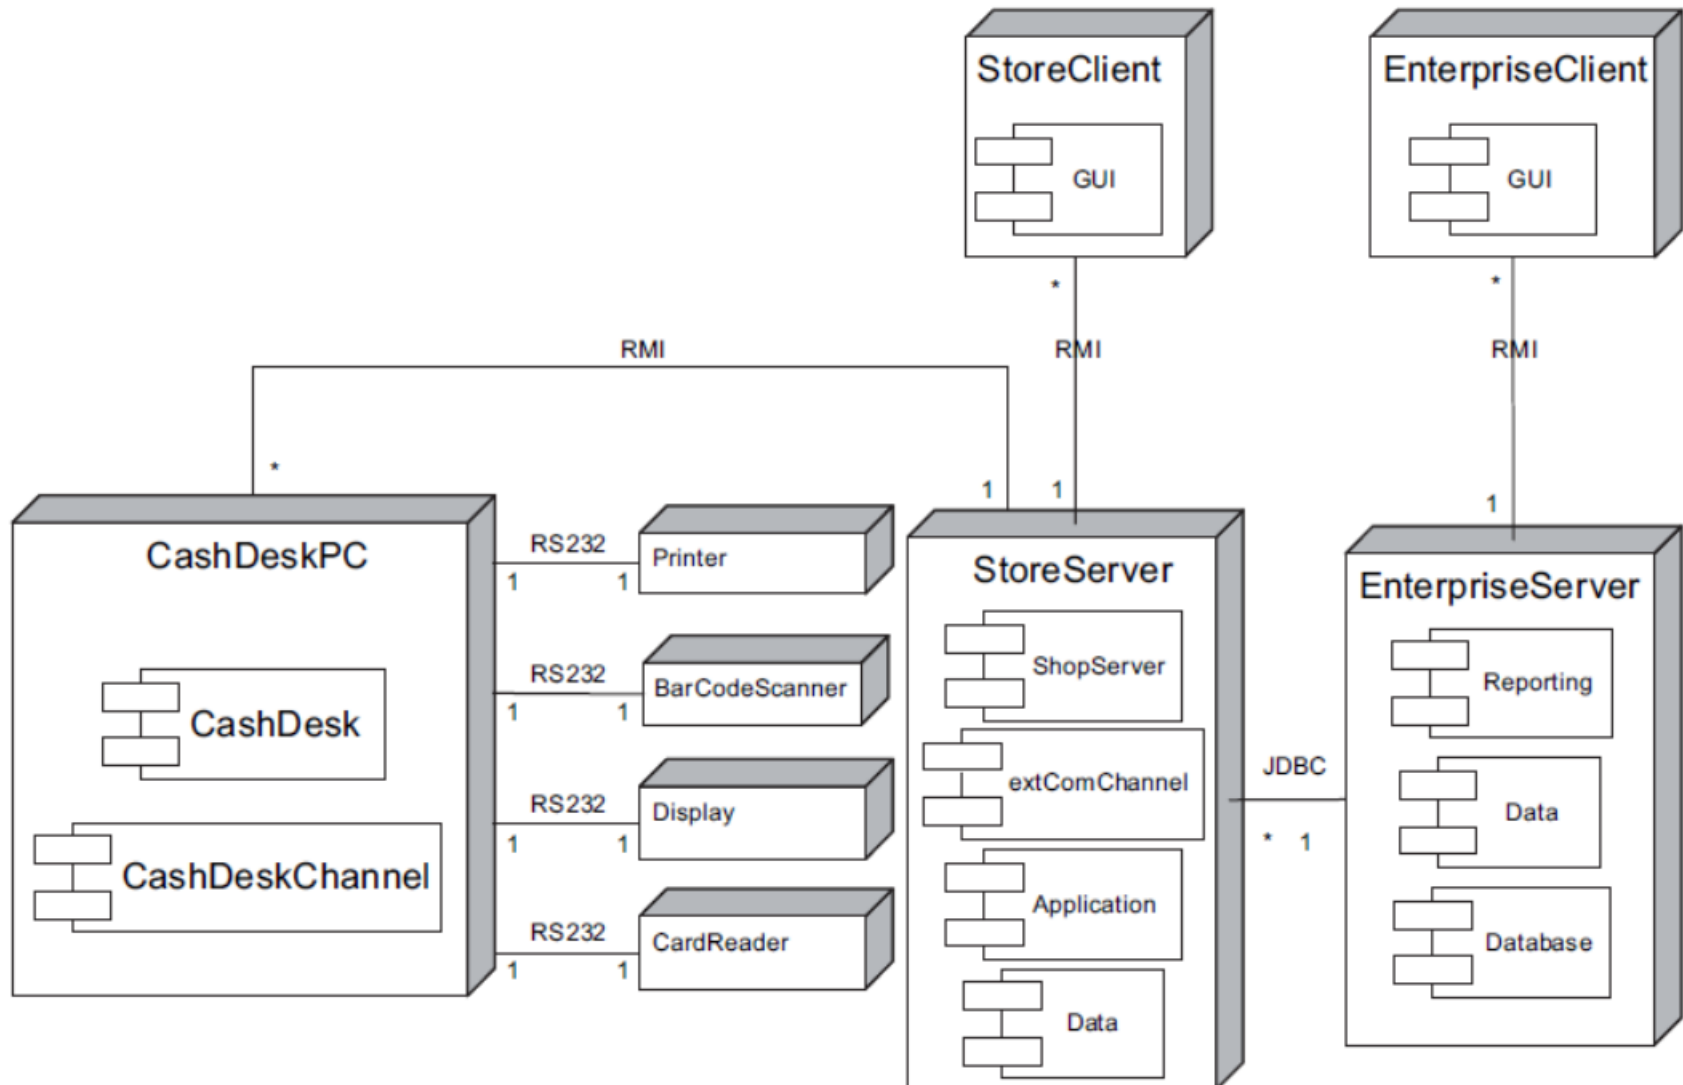 StoreClient
GUI
*
RMI
1
EnterpriseClient
GUI
*
RMI
1
RMI
*
1
CashDeskPC
CashDesk
CashDeskChannel
RS232
1 1
Printer
RS232
1 1
BarCodeScanner
RS232
1 1
Display
RS232
1 1
CardReader
StoreServer
ShopServer
extComChannel
Application
Data
JDBC
* 1
EnterpriseServer
Reporting
Data
Database